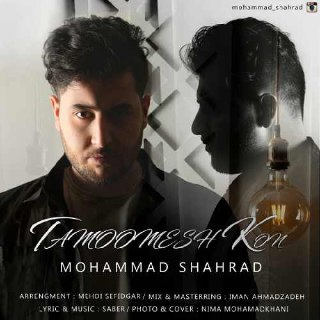 mohammad_shahrad
TAMOOMESH KON
MOHAMMAD SHAHRAD
ARRENGMENT : MEHDI SEFIDGAR / MIX & MASTERRING : IMAN AHMADZADEH
LYRIC & MUSIC : SABER / PHOTO & COVER : NIMA MOHAMADKHANI